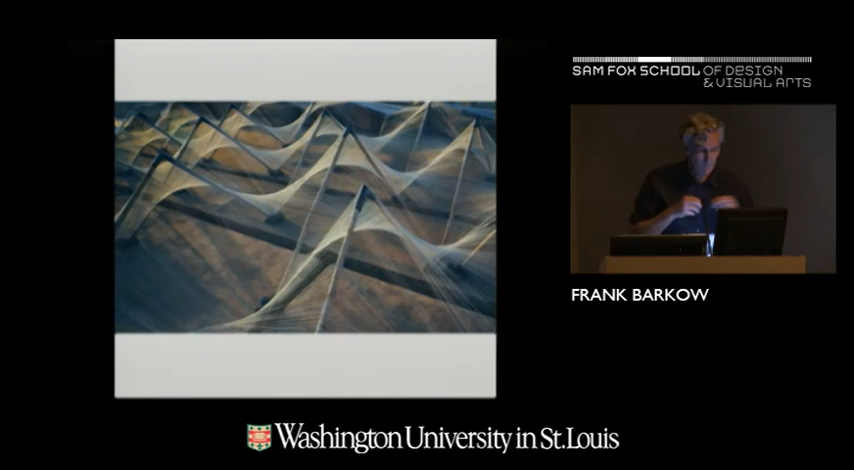 SAM FOX SCHOOL OF DESIGN
& VISUAL ARTS
FRANK BARKOW
Washington University in St. Louis